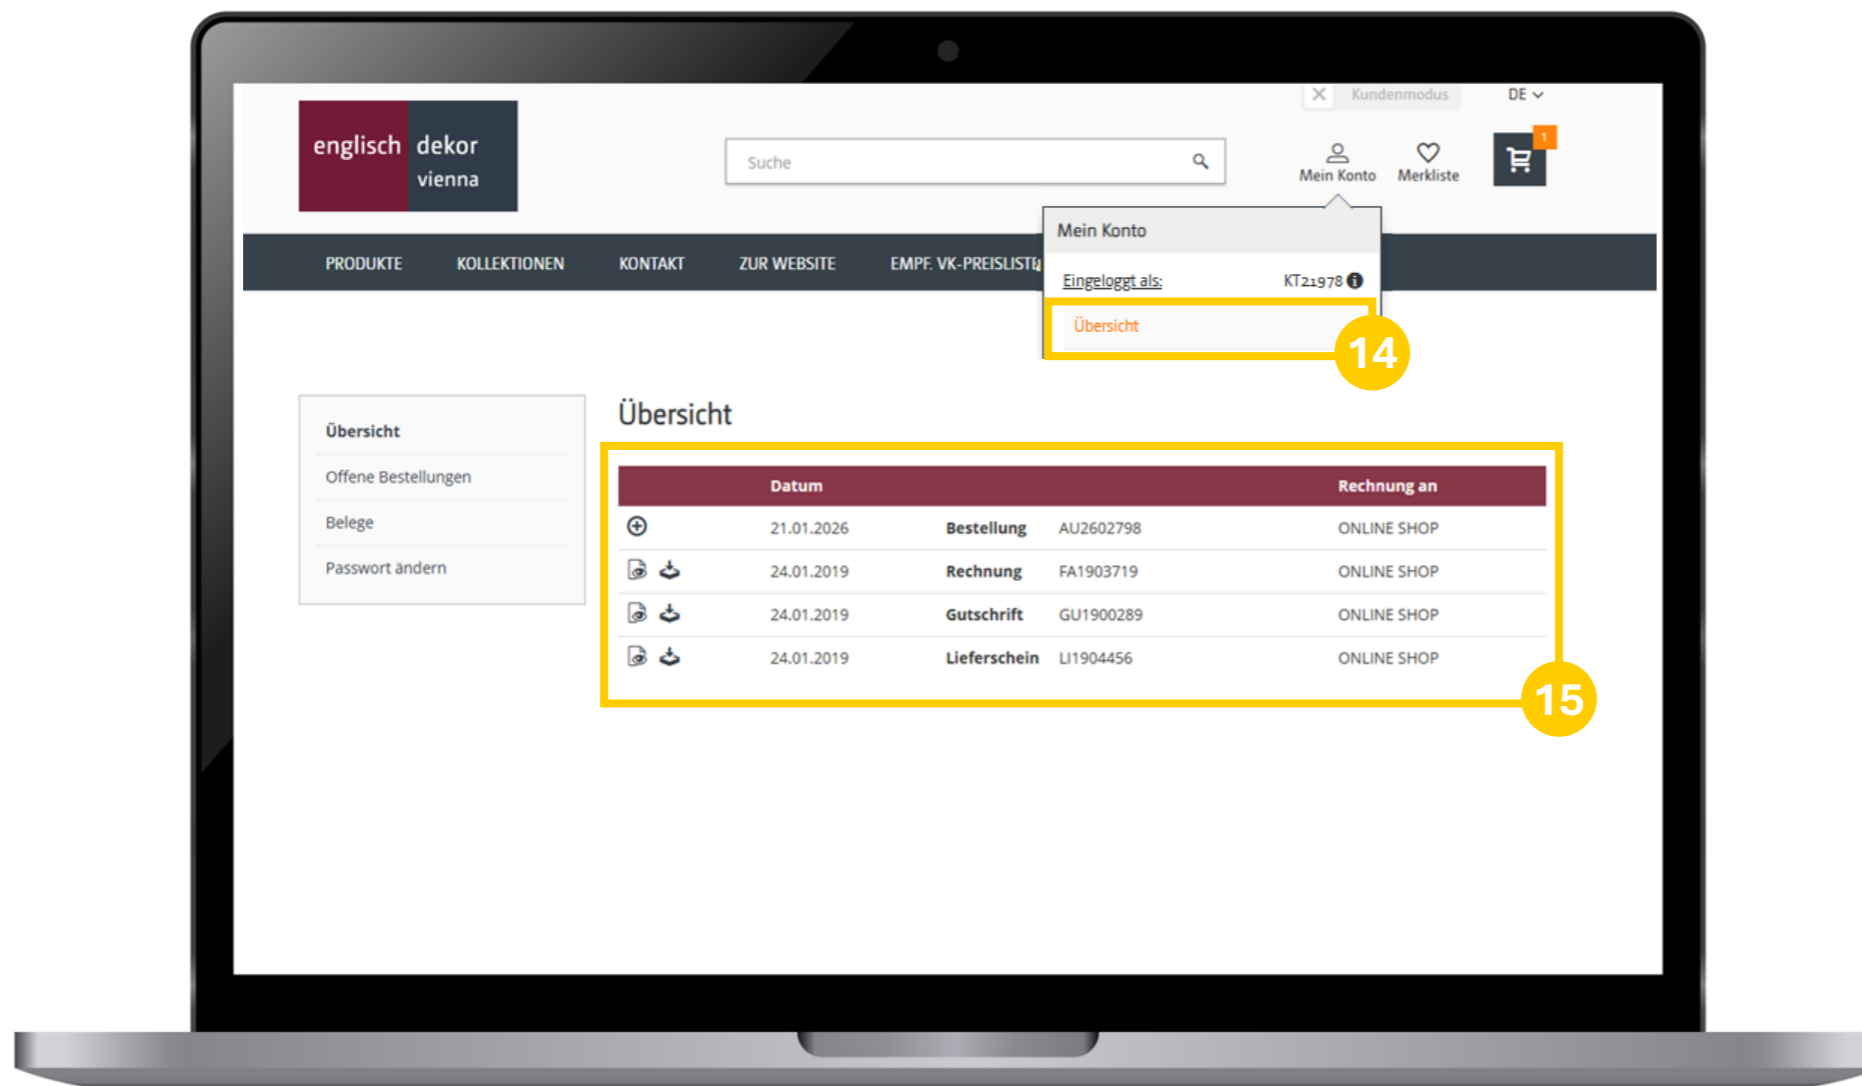 Kundenmodus DE
englisch dekor
vienna
Suche
1
Mein Konto Merkliste
Mein Konto
PRODUKTE KOLLEKTIONEN KONTAKT ZUR WEBSITE EMPF. VK-PREISLISTE
Eingeloggt als: KT21978
Übersicht
14
Übersicht
Übersicht
Offene Bestellungen
Belege
Passwort ändern
Datum Rechnung an
21.01.2026 Bestellung AU2602798 ONLINE SHOP
24.01.2019 Rechnung FA1903719 ONLINE SHOP
24.01.2019 Gutschrift GU1900289 ONLINE SHOP
24.01.2019 Lieferschein LI1904456 ONLINE SHOP
15